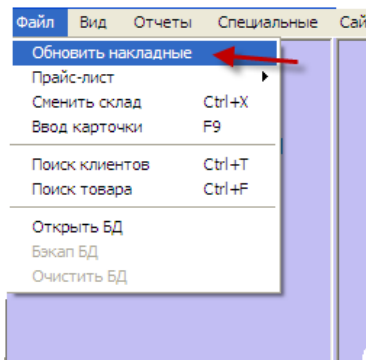 Файл Вид Отчеты Специальные Сай
Обновить накладные
Прайс-лист
Сменить склад Ctrl+X
Ввод карточки F9
Поиск клиентов Ctrl+T
Поиск товара Ctrl+F
Открыть БД
Бэкап БД
Очистить БД